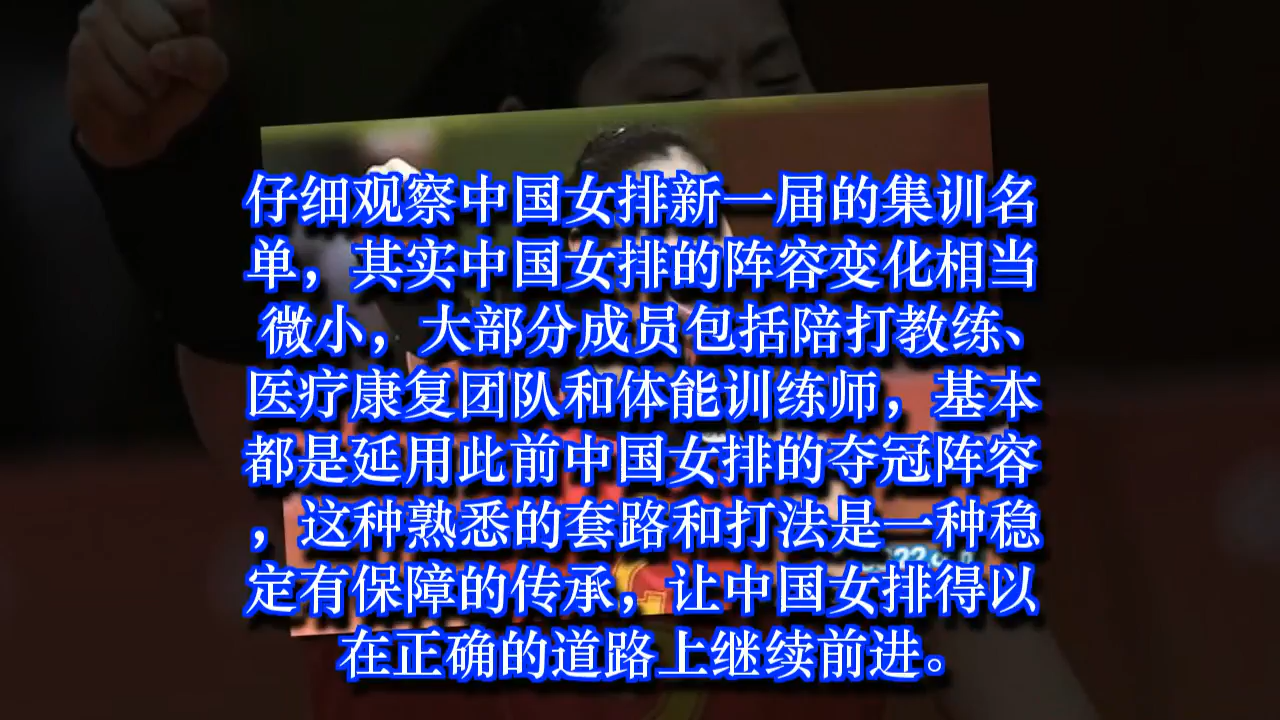 仔细观察中国女排新一届的集训名
单，其实中国女排的阵容变化相当
微小，大部分成员包括陪打教练、
医疗康复团队和体能训练师，基本
都是延用此前中国女排的夺冠阵容
，这种熟悉的套路和打法是一种稳
定有保障的传承，让中国女排得以
在正确的道路上继续前进。